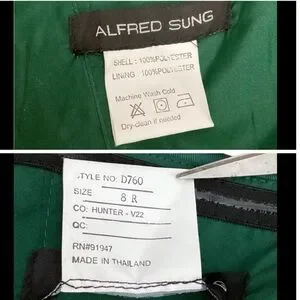 ALFRED SUNG
SHELL : 100%POLYESTER
LINING : 100%POLYESTER
Machine Wash Cold
Dry-clean if needed
STYLE NO: D760
SIZE 8 R
CO: HUNTER - V22
QC:
RN#91947
MADE IN THAILAND